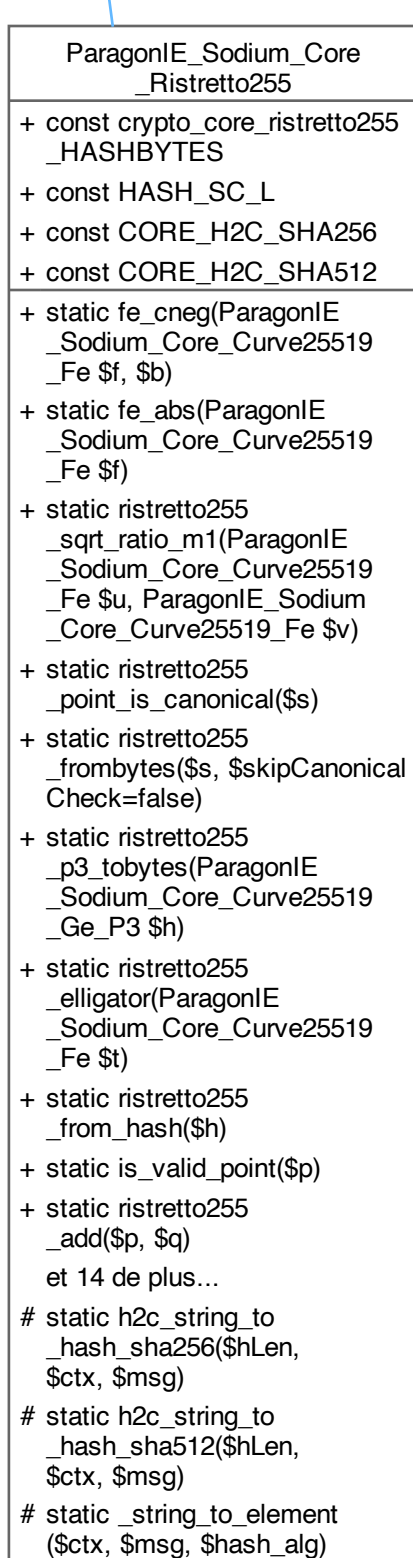 ParagonIE_Sodium_Core
_Ristretto255
+ const crypto_core_ristretto255
_HASHBYTES
+ const HASH_SC_L
+ const CORE_H2C_SHA256
+ const CORE_H2C_SHA512
+ static fe_cneg(ParagonIE
_Sodium_Core_Curve25519
_Fe $f, $b)
+ static fe_abs(ParagonIE
_Sodium_Core_Curve25519
_Fe $f)
+ static ristretto255
_sqrt_ratio_m1(ParagonIE
_Sodium_Core_Curve25519
_Fe $u, ParagonIE_Sodium
_Core_Curve25519_Fe $v)
+ static ristretto255
_point_is_canonical($s)
+ static ristretto255
_frombytes($s, $skipCanonical
Check=false)
+ static ristretto255
_p3_tobytes(ParagonIE
_Sodium_Core_Curve25519
_Ge_P3 $h)
+ static ristretto255
_elligator(ParagonIE
_Sodium_Core_Curve25519
_Fe $t)
+ static ristretto255
_from_hash($h)
+ static is_valid_point($p)
+ static ristretto255
_add($p, $q)
et 14 de plus...
# static h2c_string_to
_hash_sha256($hLen,
$ctx, $msg)
# static h2c_string_to
_hash_sha512($hLen,
$ctx, $msg)
# static _string_to_element
($ctx, $msg, $hash_alg)